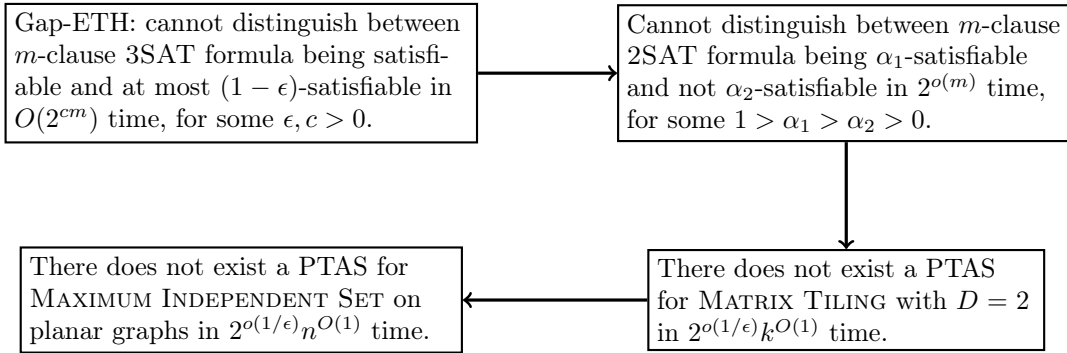 Gap-ETH: cannot distinguish between
m-clause 3SAT formula being satisfi-
able and at most (1 − ϵ)-satisfiable in
O(2^{cm}) time, for some ϵ, c > 0.
Cannot distinguish between m-clause
2SAT formula being α₁-satisfiable
and not α₂-satisfiable in 2^{o(m)} time,
for some 1 > α₁ > α₂ > 0.
There does not exist a PTAS for
MAXIMUM INDEPENDENT SET on
planar graphs in 2^{o(1/ϵ)}n^{O(1)} time.
There does not exist a PTAS
for MATRIX TILING with D = 2
in 2^{o(1/ϵ)}k^{O(1)} time.